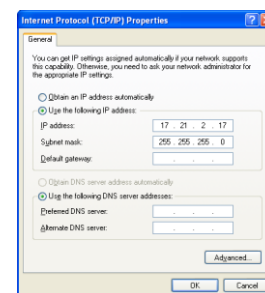 Internet Protocol (TCP/IP) Properties
General
You can get IP settings assigned automatically if your network supports
this capability. Otherwise, you need to ask your network administrator for
the appropriate IP settings.
Obtain an IP address automatically
Use the following IP address:
IP address: 17 . 21 . 2 . 17
Subnet mask: 255 . 255 . 255 . 0
Default gateway: . . .
Obtain DNS server address automatically
Use the following DNS server addresses:
Preferred DNS server: . . .
Alternate DNS server: . . .
Advanced...
OK Cancel